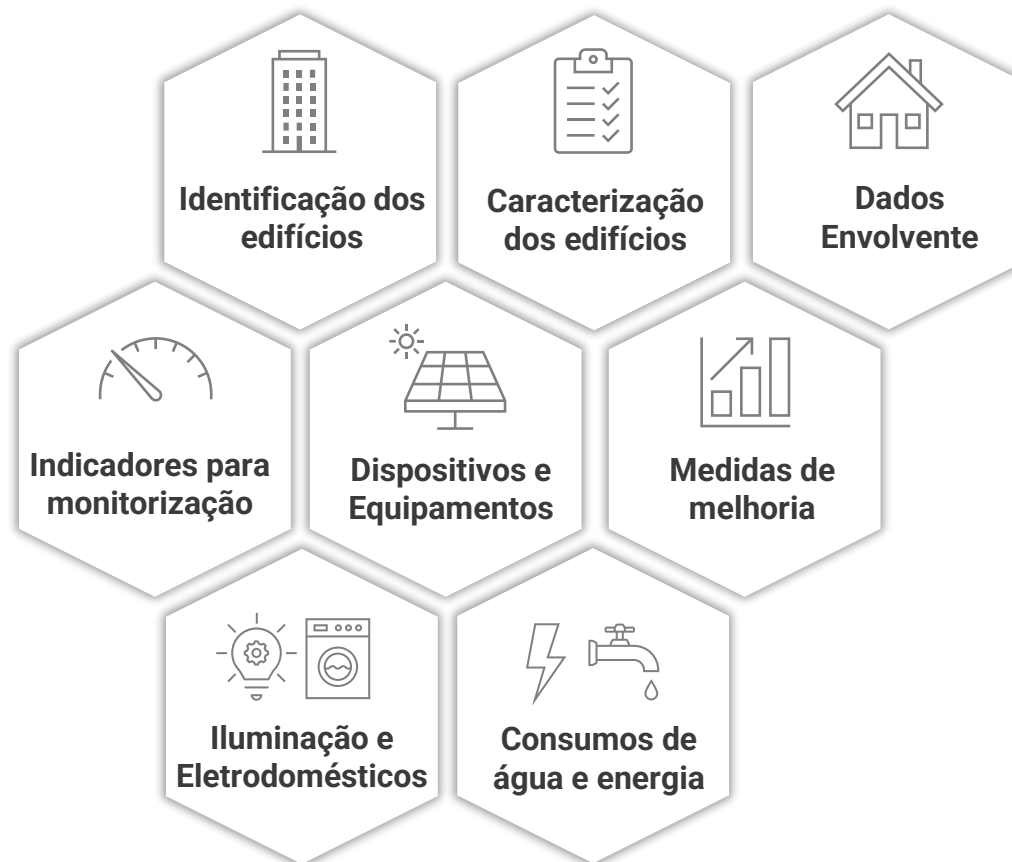 Identificação dos
edifícios
Caracterização
dos edifícios
Dados
Envolvente
Indicadores para
monitorização
Dispositivos e
Equipamentos
Medidas de
melhoria
Iluminação e
Eletrodomésticos
Consumos de
água e energia